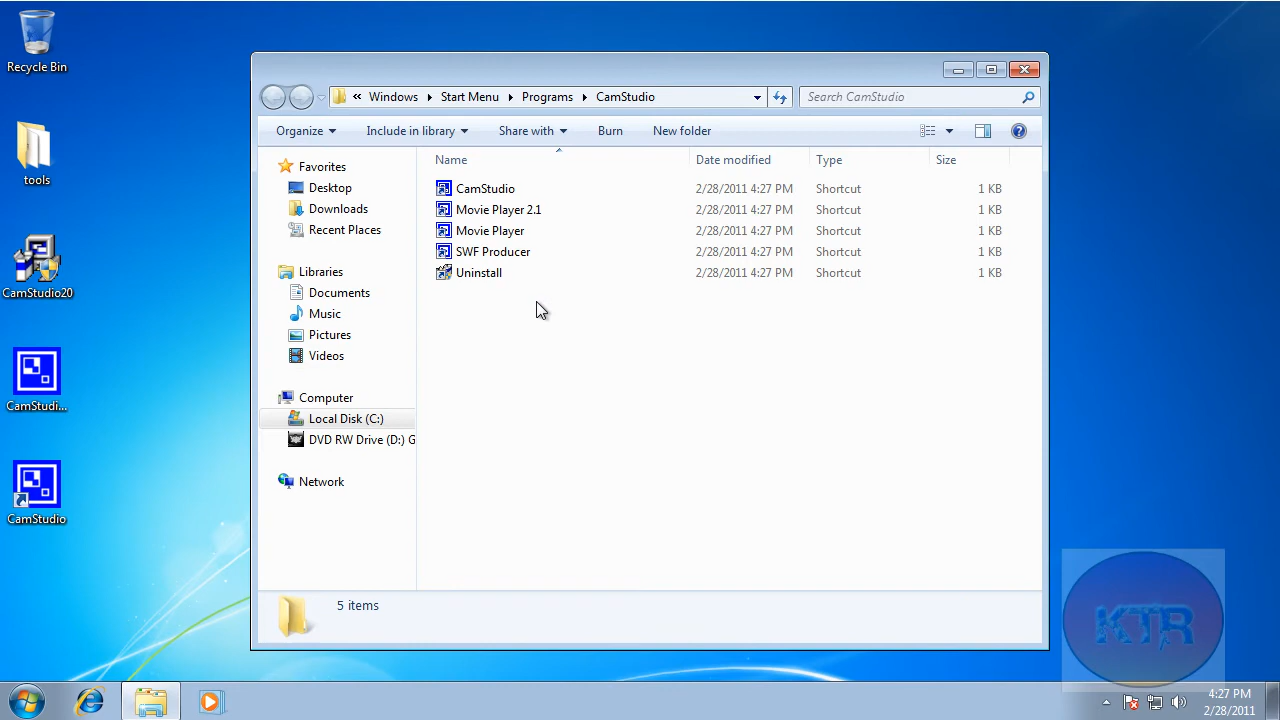 Recycle Bin
tools
CamStudio20
CamStudi...
CamStudio
« Windows Start Menu Programs CamStudio
Search CamStudio
Organize Include in library Share with Burn New folder
Favorites
Desktop
Downloads
Recent Places
Libraries
Documents
Music
Pictures
Videos
Computer
Local Disk (C:)
DVD RW Drive (D:) G
Network
Name Date modified Type Size
CamStudio 2/28/2011 4:27 PM Shortcut 1 KB
Movie Player 2.1 2/28/2011 4:27 PM Shortcut 1 KB
Movie Player 2/28/2011 4:27 PM Shortcut 1 KB
SWF Producer 2/28/2011 4:27 PM Shortcut 1 KB
Uninstall 2/28/2011 4:27 PM Shortcut 1 KB
5 items
KTR
4:27 PM
2/28/2011